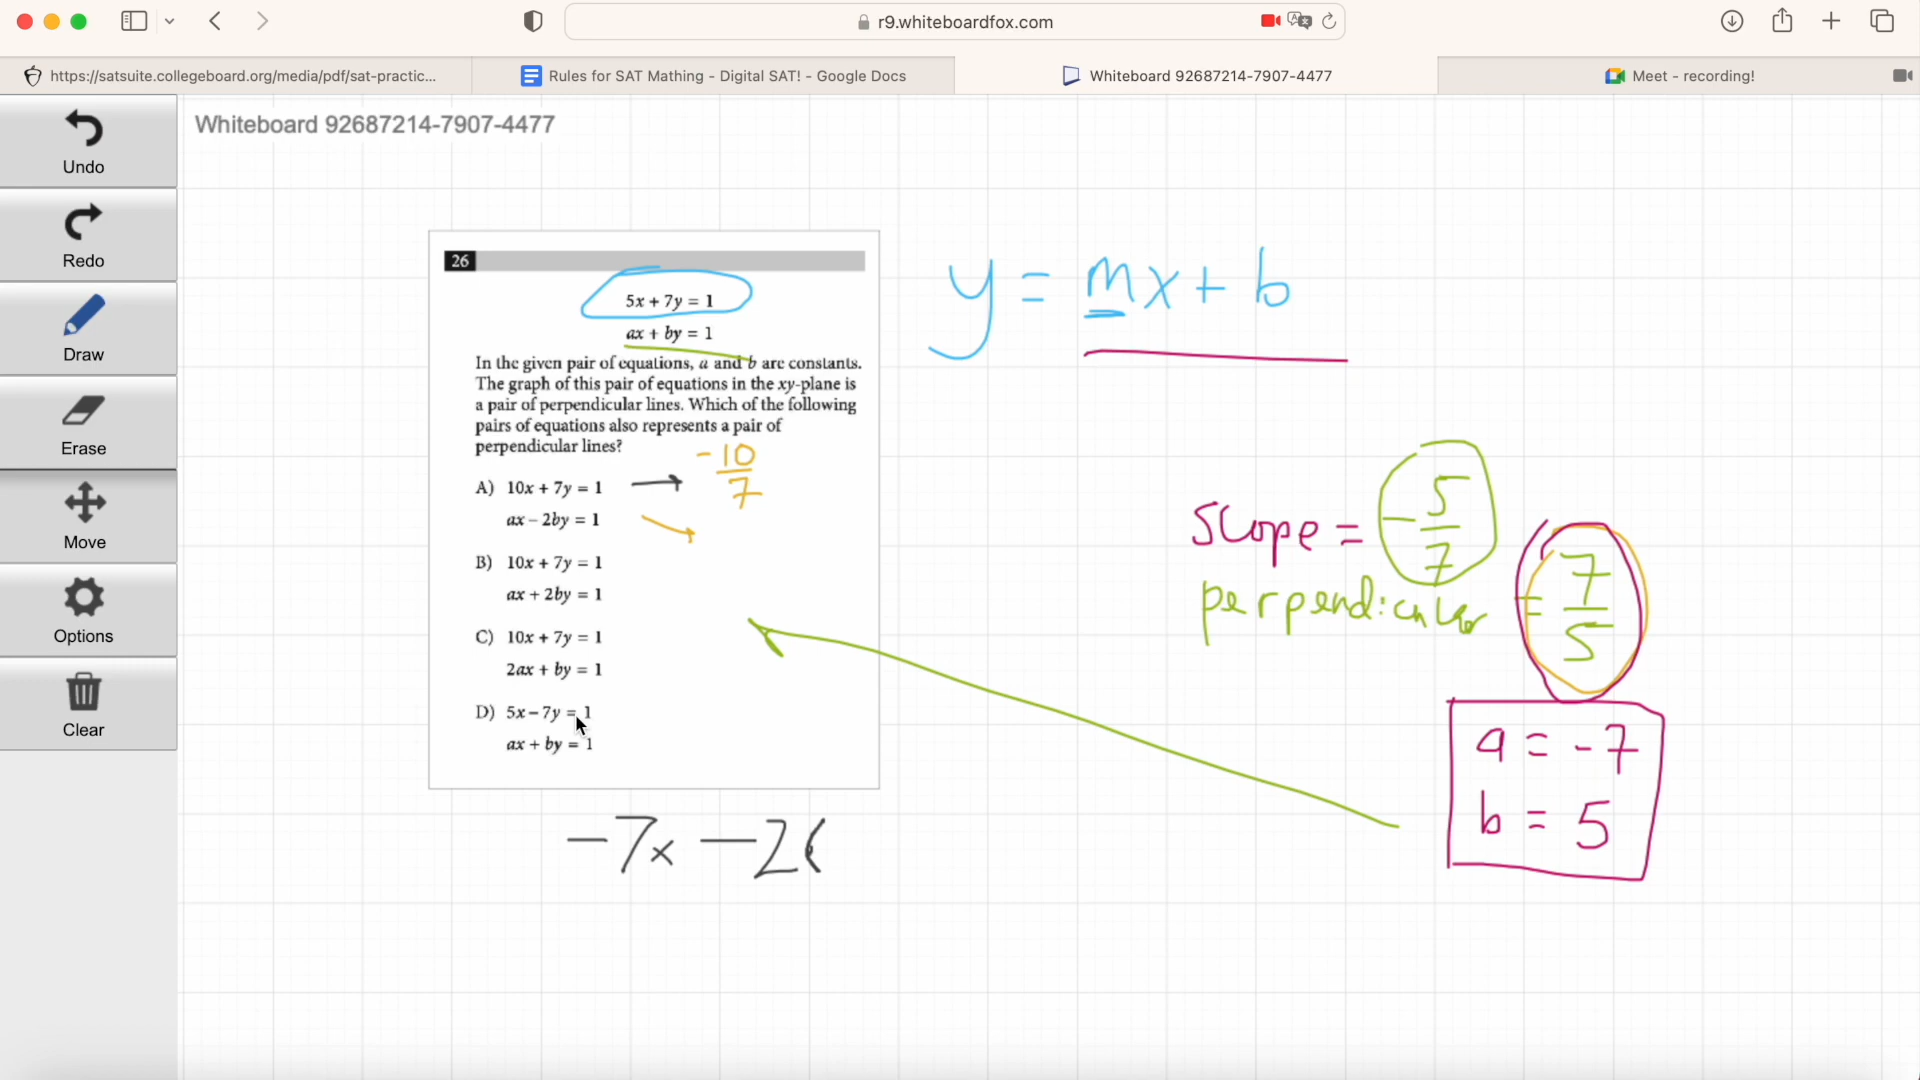 r9.whiteboardfox.com
https://satsuite.collegeboard.org/media/pdf/sat-practic...
Rules for SAT Mathing - Digital SAT! - Google Docs
Whiteboard 92687214-7907-4477
Meet - recording!
Undo
Redo
Draw
Erase
Move
Options
Clear
Whiteboard 92687214-7907-4477
26
5x + 7y = 1
ax + by = 1
In the given pair of equations, a and b are constants.
The graph of this pair of equations in the xy-plane is
a pair of perpendicular lines. Which of the following
pairs of equations also represents a pair of
perpendicular lines?
A) 10x + 7y = 1
ax – 2by = 1
B) 10x + 7y = 1
ax + 2by = 1
C) 10x + 7y = 1
2ax + by = 1
D) 5x – 7y = 1
ax + by = 1
-10
7
-7x -2(
y = mx + b
Slope = -5
7
perpendicular = 7
5
a = -7
b = 5